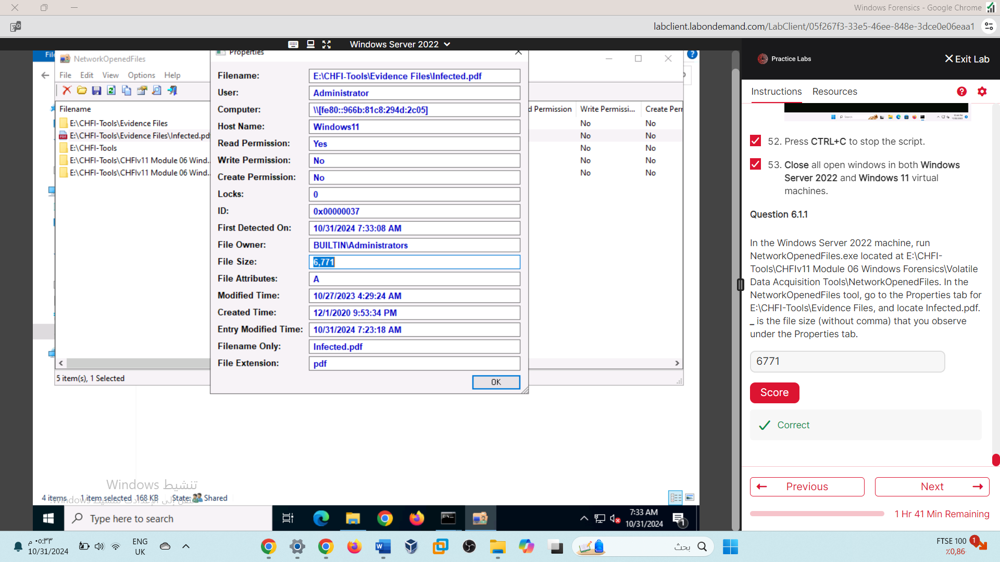 Windows Forensics - Google Chrome
labclient.labondemand.com/LabClient/05f267f3-33e5-46ee-848e-3dce0e06eaa1
Windows Server 2022
NetworkOpenedFiles
File Edit View Options Help
Filename
E:\CHFI-Tools\Evidence Files
E:\CHFI-Tools\Evidence Files\Infected.pd
E:\CHFI-Tools
E:\CHFI-Tools\CHFIv11 Module 06 Wind...
E:\CHFI-Tools\CHFIv11 Module 06 Wind...
5 item(s), 1 Selected
Properties
Filename: E:\CHFI-Tools\Evidence Files\Infected.pdf
User: Administrator
Computer: \\[fe80::966b:81c8:294d:2c05]
Host Name: Windows11
Read Permission: Yes
Write Permission: No
Create Permission: No
Locks: 0
ID: 0x00000037
First Detected On: 10/31/2024 7:33:08 AM
File Owner: BUILTIN\Administrators
File Size: 6,771
File Attributes: A
Modified Time: 10/27/2023 4:29:24 AM
Created Time: 12/1/2020 9:53:34 PM
Entry Modified Time: 10/31/2024 7:23:18 AM
Filename Only: Infected.pdf
File Extension: pdf
OK
d Permission Write Permissi... Create Perr
No No
No No
No No
No No
No No
تنشيط Windows
4 items 1 item selected 168 KB State: Shared
Type here to search
7:33 AM
10/31/2024
1
Practice Labs
Exit Lab
Instructions Resources
52. Press CTRL+C to stop the script.
53. Close all open windows in both Windows
Server 2022 and Windows 11 virtual
machines.
Question 6.1.1
In the Windows Server 2022 machine, run
NetworkOpenedFiles.exe located at E:\CHFI-
Tools\CHFIv11 Module 06 Windows Forensics\Volatile
Data Acquisition Tools\NetworkOpenedFiles. In the
NetworkOpenedFiles tool, go to the Properties tab for
E:\CHFI-Tools\Evidence Files, and locate Infected.pdf.
_ is the file size (without comma) that you observe
under the Properties tab.
6771
Score
Correct
Previous
Next
1 Hr 41 Min Remaining
٠٥:٣٣ م
10/31/2024
ENG
UK
بحث
FTSE 100
٪0,86-
1